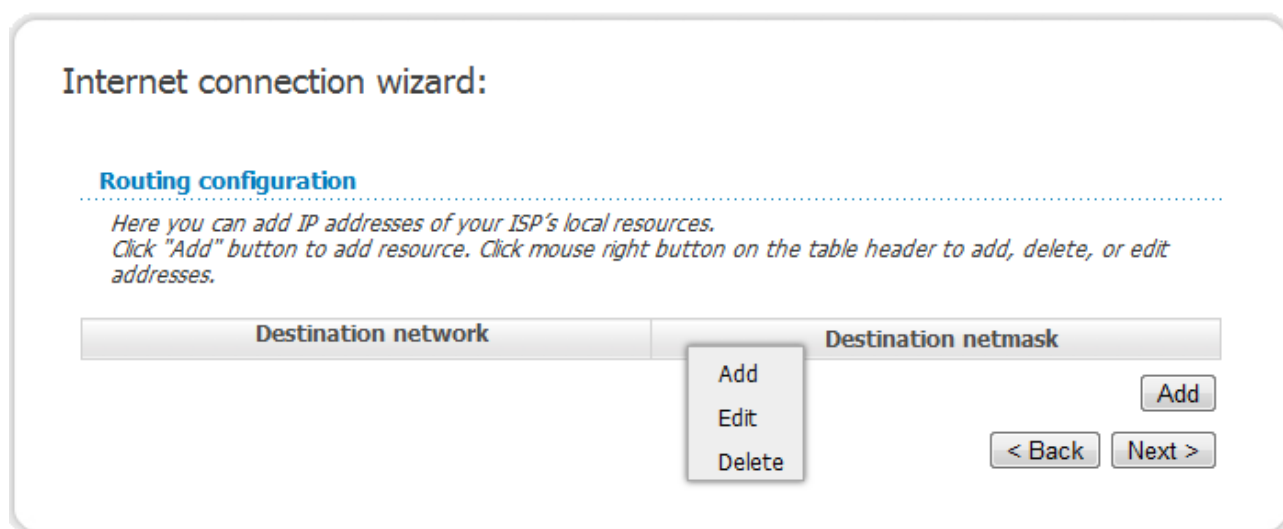 Internet connection wizard:
Routing configuration
Here you can add IP addresses of your ISP's local resources.
Click "Add" button to add resource. Click mouse right button on the table header to add, delete, or edit
addresses.
Destination network
Destination netmask
Add
Edit
Delete
Add
< Back
Next >